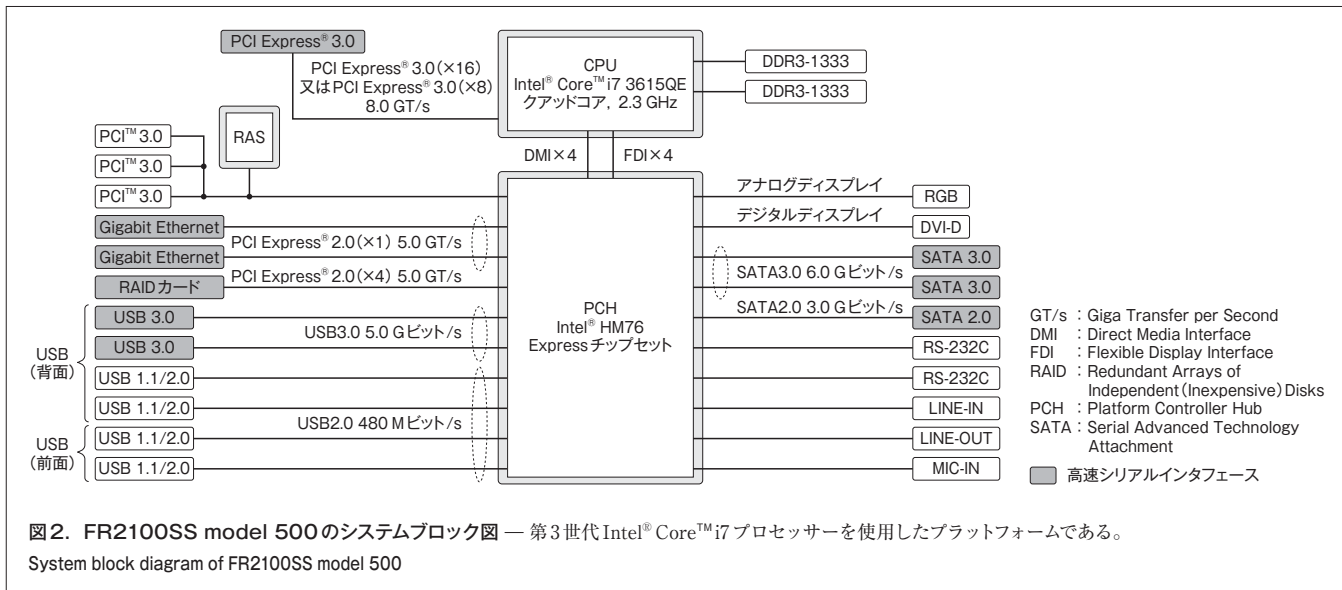 PCI Express® 3.0
PCI Express® 3.0(×16)
又はPCI Express® 3.0(×8)
8.0 GT/s
CPU
Intel® Core™ i7 3615QE
クアッドコア, 2.3 GHz
DDR3-1333
DDR3-1333
PCI™ 3.0
PCI™ 3.0
PCI™ 3.0
RAS
DMI×4
FDI×4
Gigabit Ethernet
Gigabit Ethernet
RAIDカード
PCI Express® 2.0(×1) 5.0 GT/s
PCI Express® 2.0(×4) 5.0 GT/s
USB
(背面)
USB 3.0
USB 3.0
USB 1.1/2.0
USB 1.1/2.0
USB3.0 5.0 Gビット/s
USB
(前面)
USB 1.1/2.0
USB 1.1/2.0
USB2.0 480 Mビット/s
PCH
Intel® HM76
Expressチップセット
アナログディスプレイ
RGB
デジタルディスプレイ
DVI-D
SATA 3.0
SATA3.0 6.0 Gビット/s
SATA 3.0
SATA2.0 3.0 Gビット/s
SATA 2.0
RS-232C
RS-232C
LINE-IN
LINE-OUT
MIC-IN
GT/s : Giga Transfer per Second
DMI : Direct Media Interface
FDI : Flexible Display Interface
RAID : Redundant Arrays of
Independent(Inexpensive)Disks
PCH : Platform Controller Hub
SATA : Serial Advanced Technology
Attachment
高速シリアルインタフェース
図2. FR2100SS model 500のシステムブロック図 — 第3世代Intel® Core™i7プロセッサーを使用したプラットフォームである。
System block diagram of FR2100SS model 500